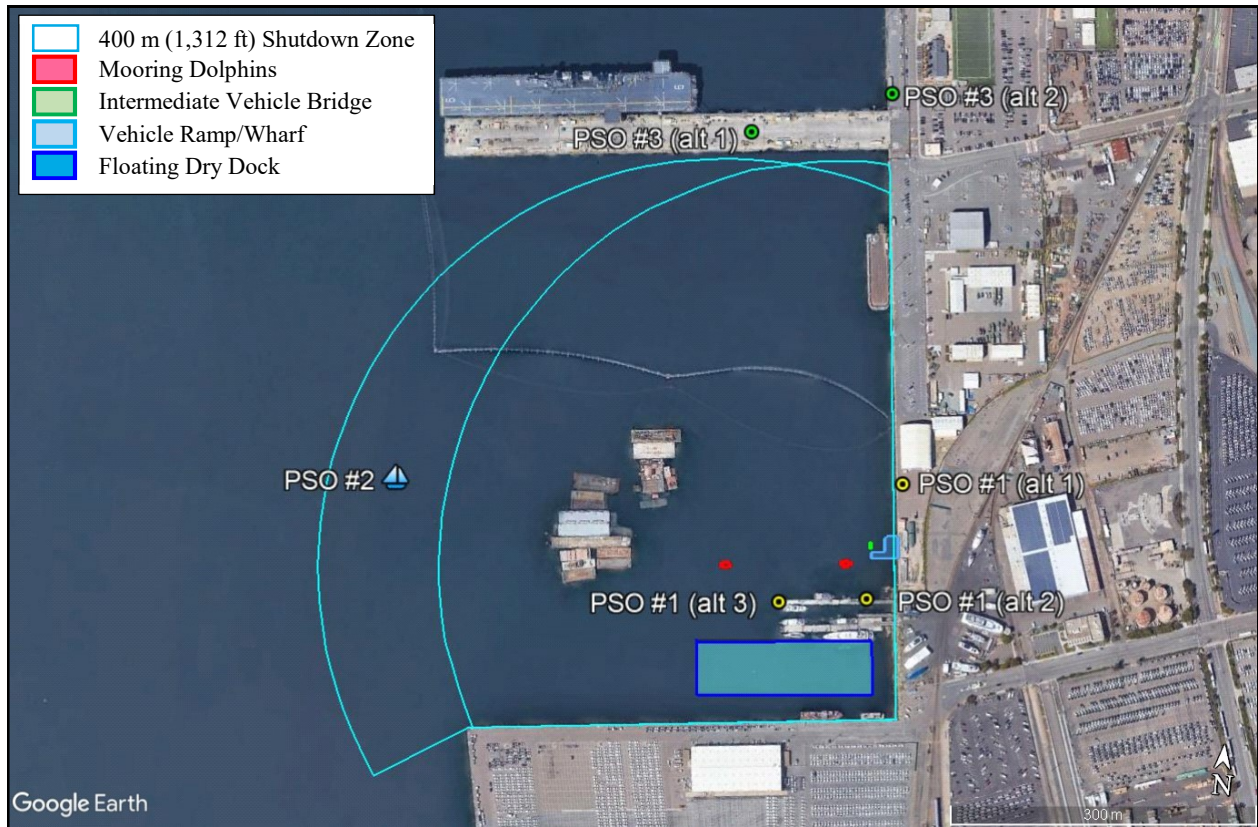 400 m (1,312 ft) Shutdown Zone
Mooring Dolphins
Intermediate Vehicle Bridge
Vehicle Ramp/Wharf
Floating Dry Dock
9
6
PSO #3 (alt 2)
PSO #3 (alt 1)
PSO #2
PSO #1 (alt 1)
PSO #1 (alt 3)
PSO #1 (alt 2)
N
Google Earth
300 m